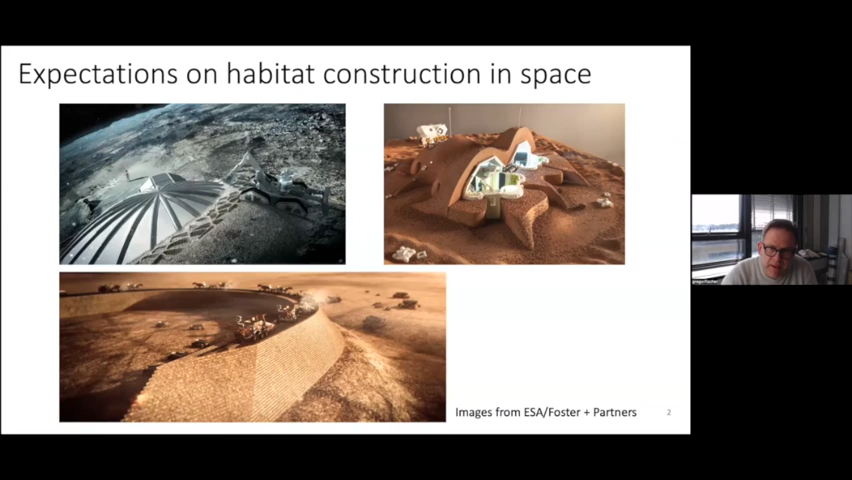 Expectations on habitat construction in space
Images from ESA/Foster + Partners
2